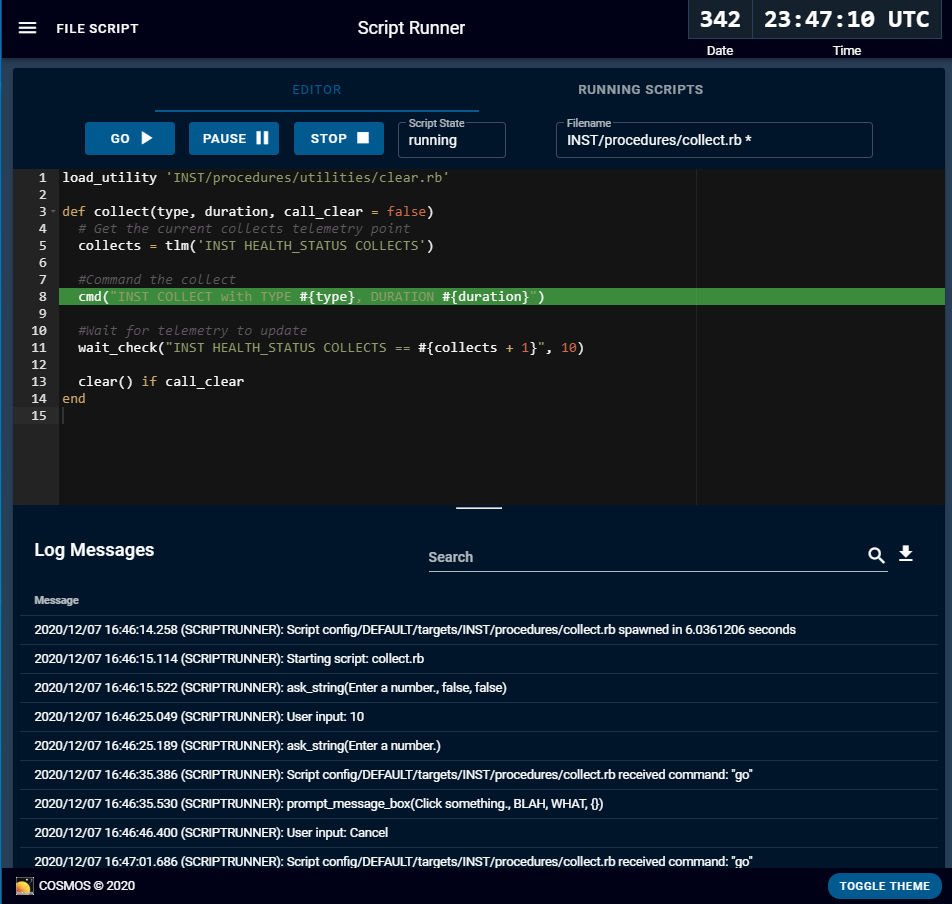 FILE SCRIPT
Script Runner
342
23:47:10 UTC
Date
Time
EDITOR
RUNNING SCRIPTS
GO
PAUSE
STOP
Script State
running
Filename
INST/procedures/collect.rb *
1 load_utility 'INST/procedures/utilities/clear.rb'
2
3 def collect(type, duration, call_clear = false)
4 # Get the current collects telemetry point
5 collects = tlm('INST HEALTH_STATUS COLLECTS')
6
7 #Command the collect
8 cmd("INST COLLECT with TYPE #{type}, DURATION #{duration}")
9
10 #Wait for telemetry to update
11 wait_check("INST HEALTH_STATUS COLLECTS == #{collects + 1}", 10)
12
13 clear() if call_clear
14 end
15
Log Messages
Search
Message
2020/12/07 16:46:14.258 (SCRIPTRUNNER): Script config/DEFAULT/targets/INST/procedures/collect.rb spawned in 6.0361206 seconds
2020/12/07 16:46:15.114 (SCRIPTRUNNER): Starting script: collect.rb
2020/12/07 16:46:15.522 (SCRIPTRUNNER): ask_string(Enter a number., false, false)
2020/12/07 16:46:25.049 (SCRIPTRUNNER): User input: 10
2020/12/07 16:46:25.189 (SCRIPTRUNNER): ask_string(Enter a number.)
2020/12/07 16:46:35.386 (SCRIPTRUNNER): Script config/DEFAULT/targets/INST/procedures/collect.rb received command: "go"
2020/12/07 16:46:35.530 (SCRIPTRUNNER): prompt_message_box(Click something., BLAH, WHAT, {})
2020/12/07 16:46:46.400 (SCRIPTRUNNER): User input: Cancel
2020/12/07 16:47:01.686 (SCRIPTRUNNER): Script config/DEFAULT/targets/INST/procedures/collect.rb received command: "go"
COSMOS © 2020
TOGGLE THEME